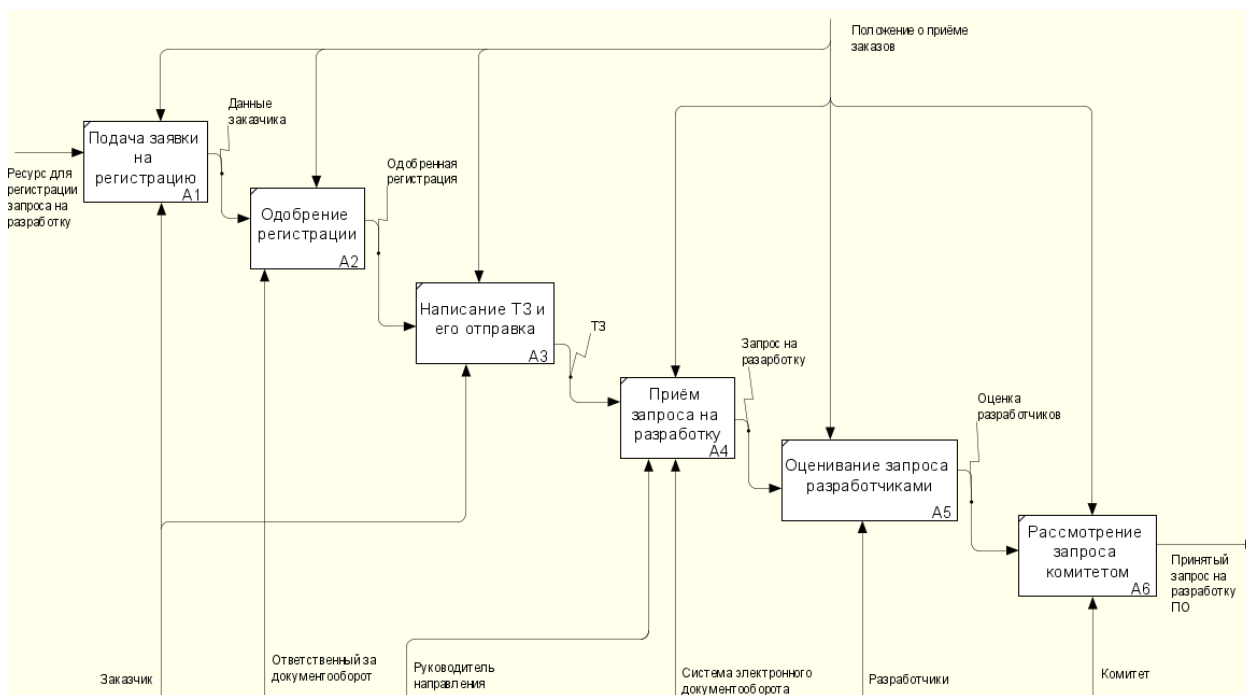 Положение о приёме
заказов
Данные
заказчика
Подача заявки
на
регистрацию
A1
Ресурс для
регистрации
запроса на
разработку
Одобренная
регистрация
Одобрение
регистрации
A2
Написание ТЗ и
его отправка
A3
ТЗ
Запрос на
разарботку
Приём
запроса на
разработку
A4
Оценка
разработчиков
Оценивание запроса
разработчиками
A5
Рассмотрение
запроса
комитетом
A6
Принятый
запрос на
разработку
ПО
Заказчик
Ответственный за
документооборот
Руководитель
направления
Система электронного
документооборота
Разработчики
Комитет